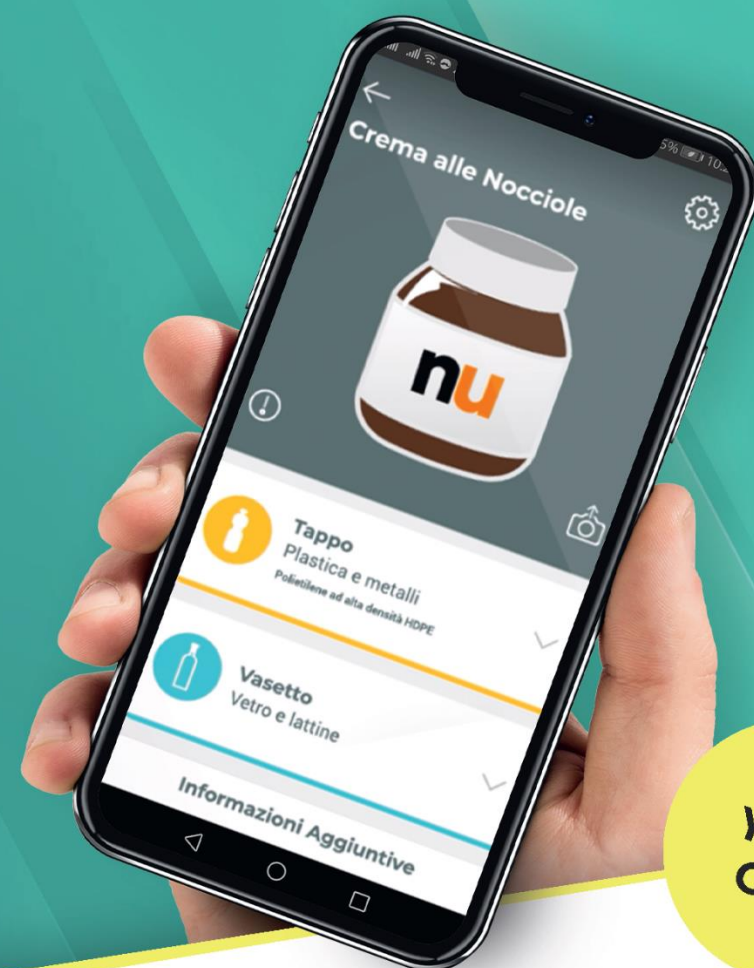 Crema alle Nocciole
nu
Tappo
Plastica e metalli
Polietilene ad alta densità HDPE
Vasetto
Vetro e lattine
Informazioni Aggiuntive